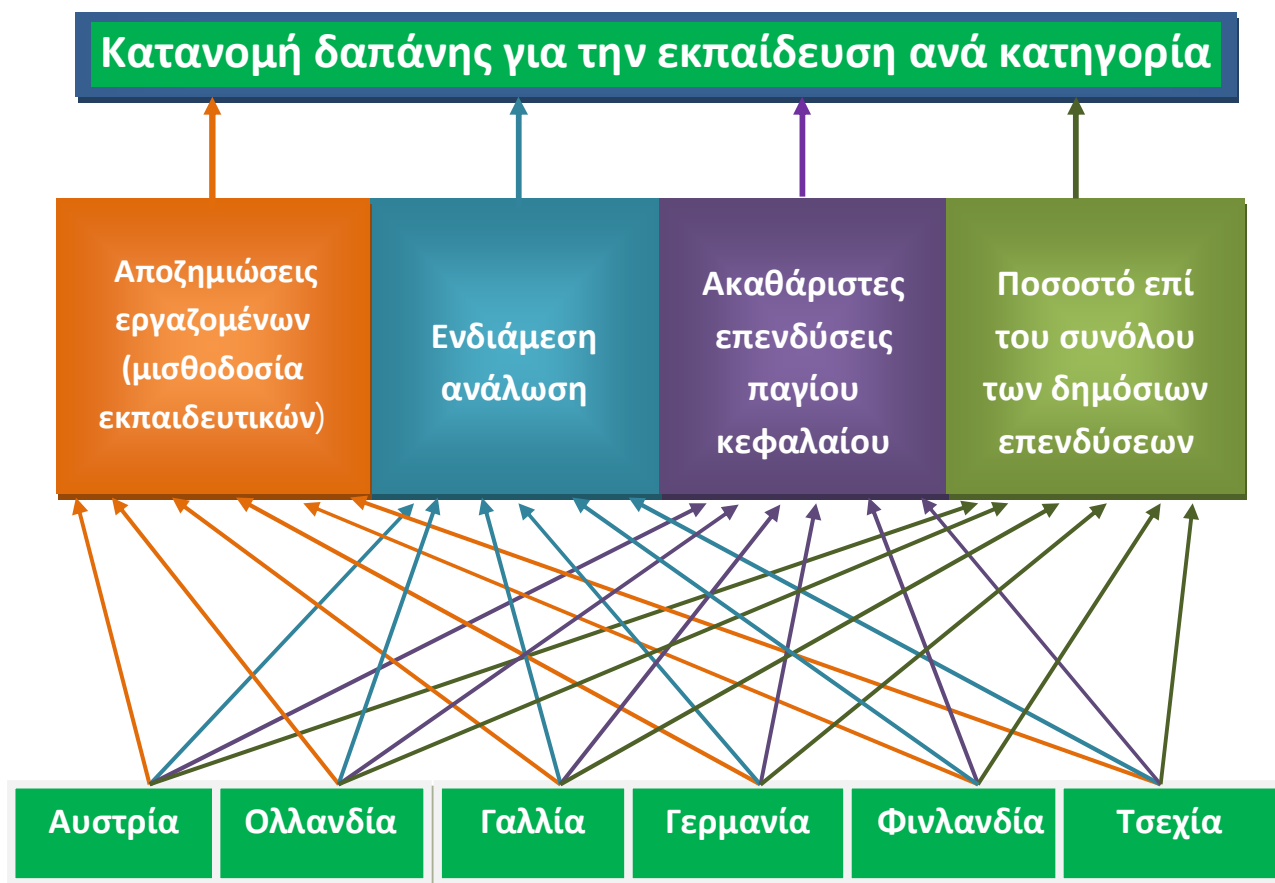 Κατανομή δαπάνης για την εκπαίδευση ανά κατηγορία
Αποζημιώσεις
εργαζομένων
(μισθοδοσία
εκπαιδευτικών)
Ενδιάμεση
ανάλωση
Ακαθάριστες
επενδύσεις
παγίου
κεφαλαίου
Ποσοστό επί
του συνόλου
των δημόσιων
επενδύσεων
Αυστρία
Ολλανδία
Γαλλία
Γερμανία
Φινλανδία
Τσεχία